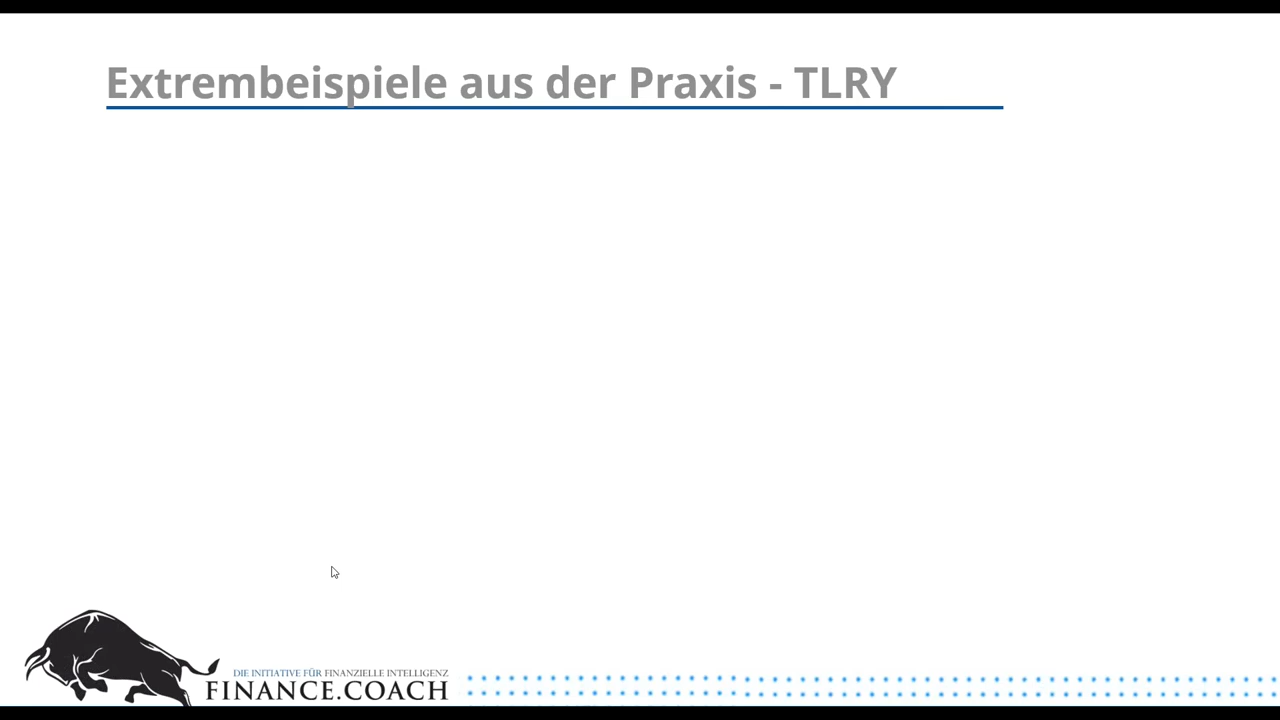 Extrembeispiele aus der Praxis - TLRY
DIE INITIATIVE FÜR FINANZIELLE INTELLIGENZ
FINANCE.COACH